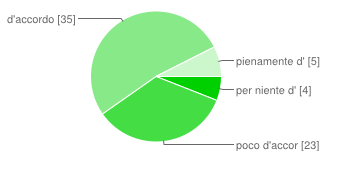 d'accordo [35]
pienamente d' [5]
per niente d' [4]
poco d'accor [23]